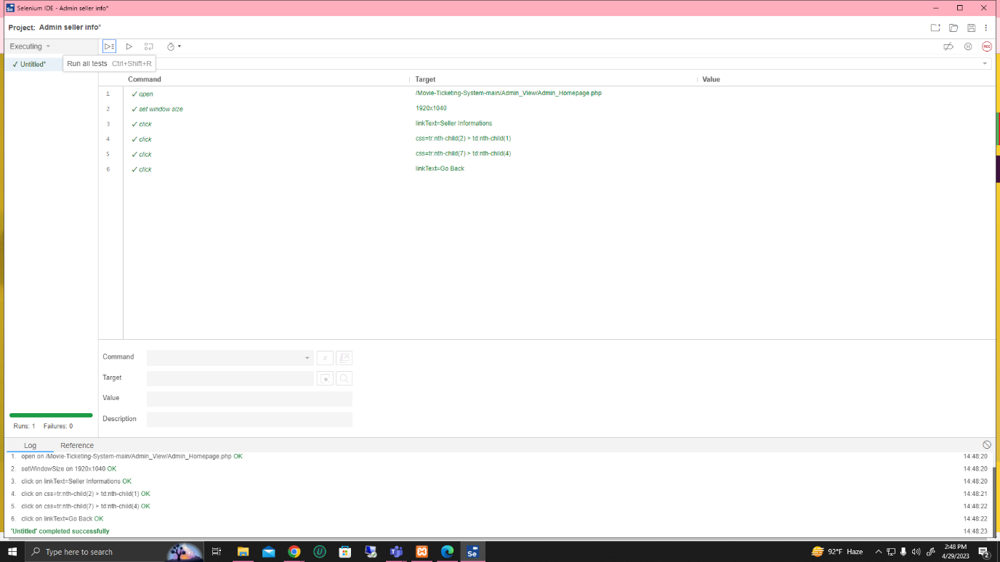 Selenium IDE - Admin seller info*
Project: Admin seller info*
Executing
REC
✓ Untitled*
Run all tests Ctrl+Shift+R
Command Target Value
1 ✓ open /Movie-Ticketing-System-main/Admin_View/Admin_Homepage.php
2 ✓ set window size 1920x1040
3 ✓ click linkText=Seller Informations
4 ✓ click css=tr:nth-child(2) > td:nth-child(1)
5 ✓ click css=tr:nth-child(7) > td:nth-child(4)
6 ✓ click linkText=Go Back
Command //
Target
Value
Description
Runs: 1 Failures: 0
Log Reference
1. open on /Movie-Ticketing-System-main/Admin_View/Admin_Homepage.php OK 14:48:20
2. setWindowSize on 1920x1040 OK 14:48:20
3. click on linkText=Seller Informations OK 14:48:20
4. click on css=tr:nth-child(2) > td:nth-child(1) OK 14:48:21
5. click on css=tr:nth-child(7) > td:nth-child(4) OK 14:48:22
6. click on linkText=Go Back OK 14:48:22
'Untitled' completed successfully 14:48:23
Type here to search
Se
92°F Haze
2:48 PM
4/29/2023
2